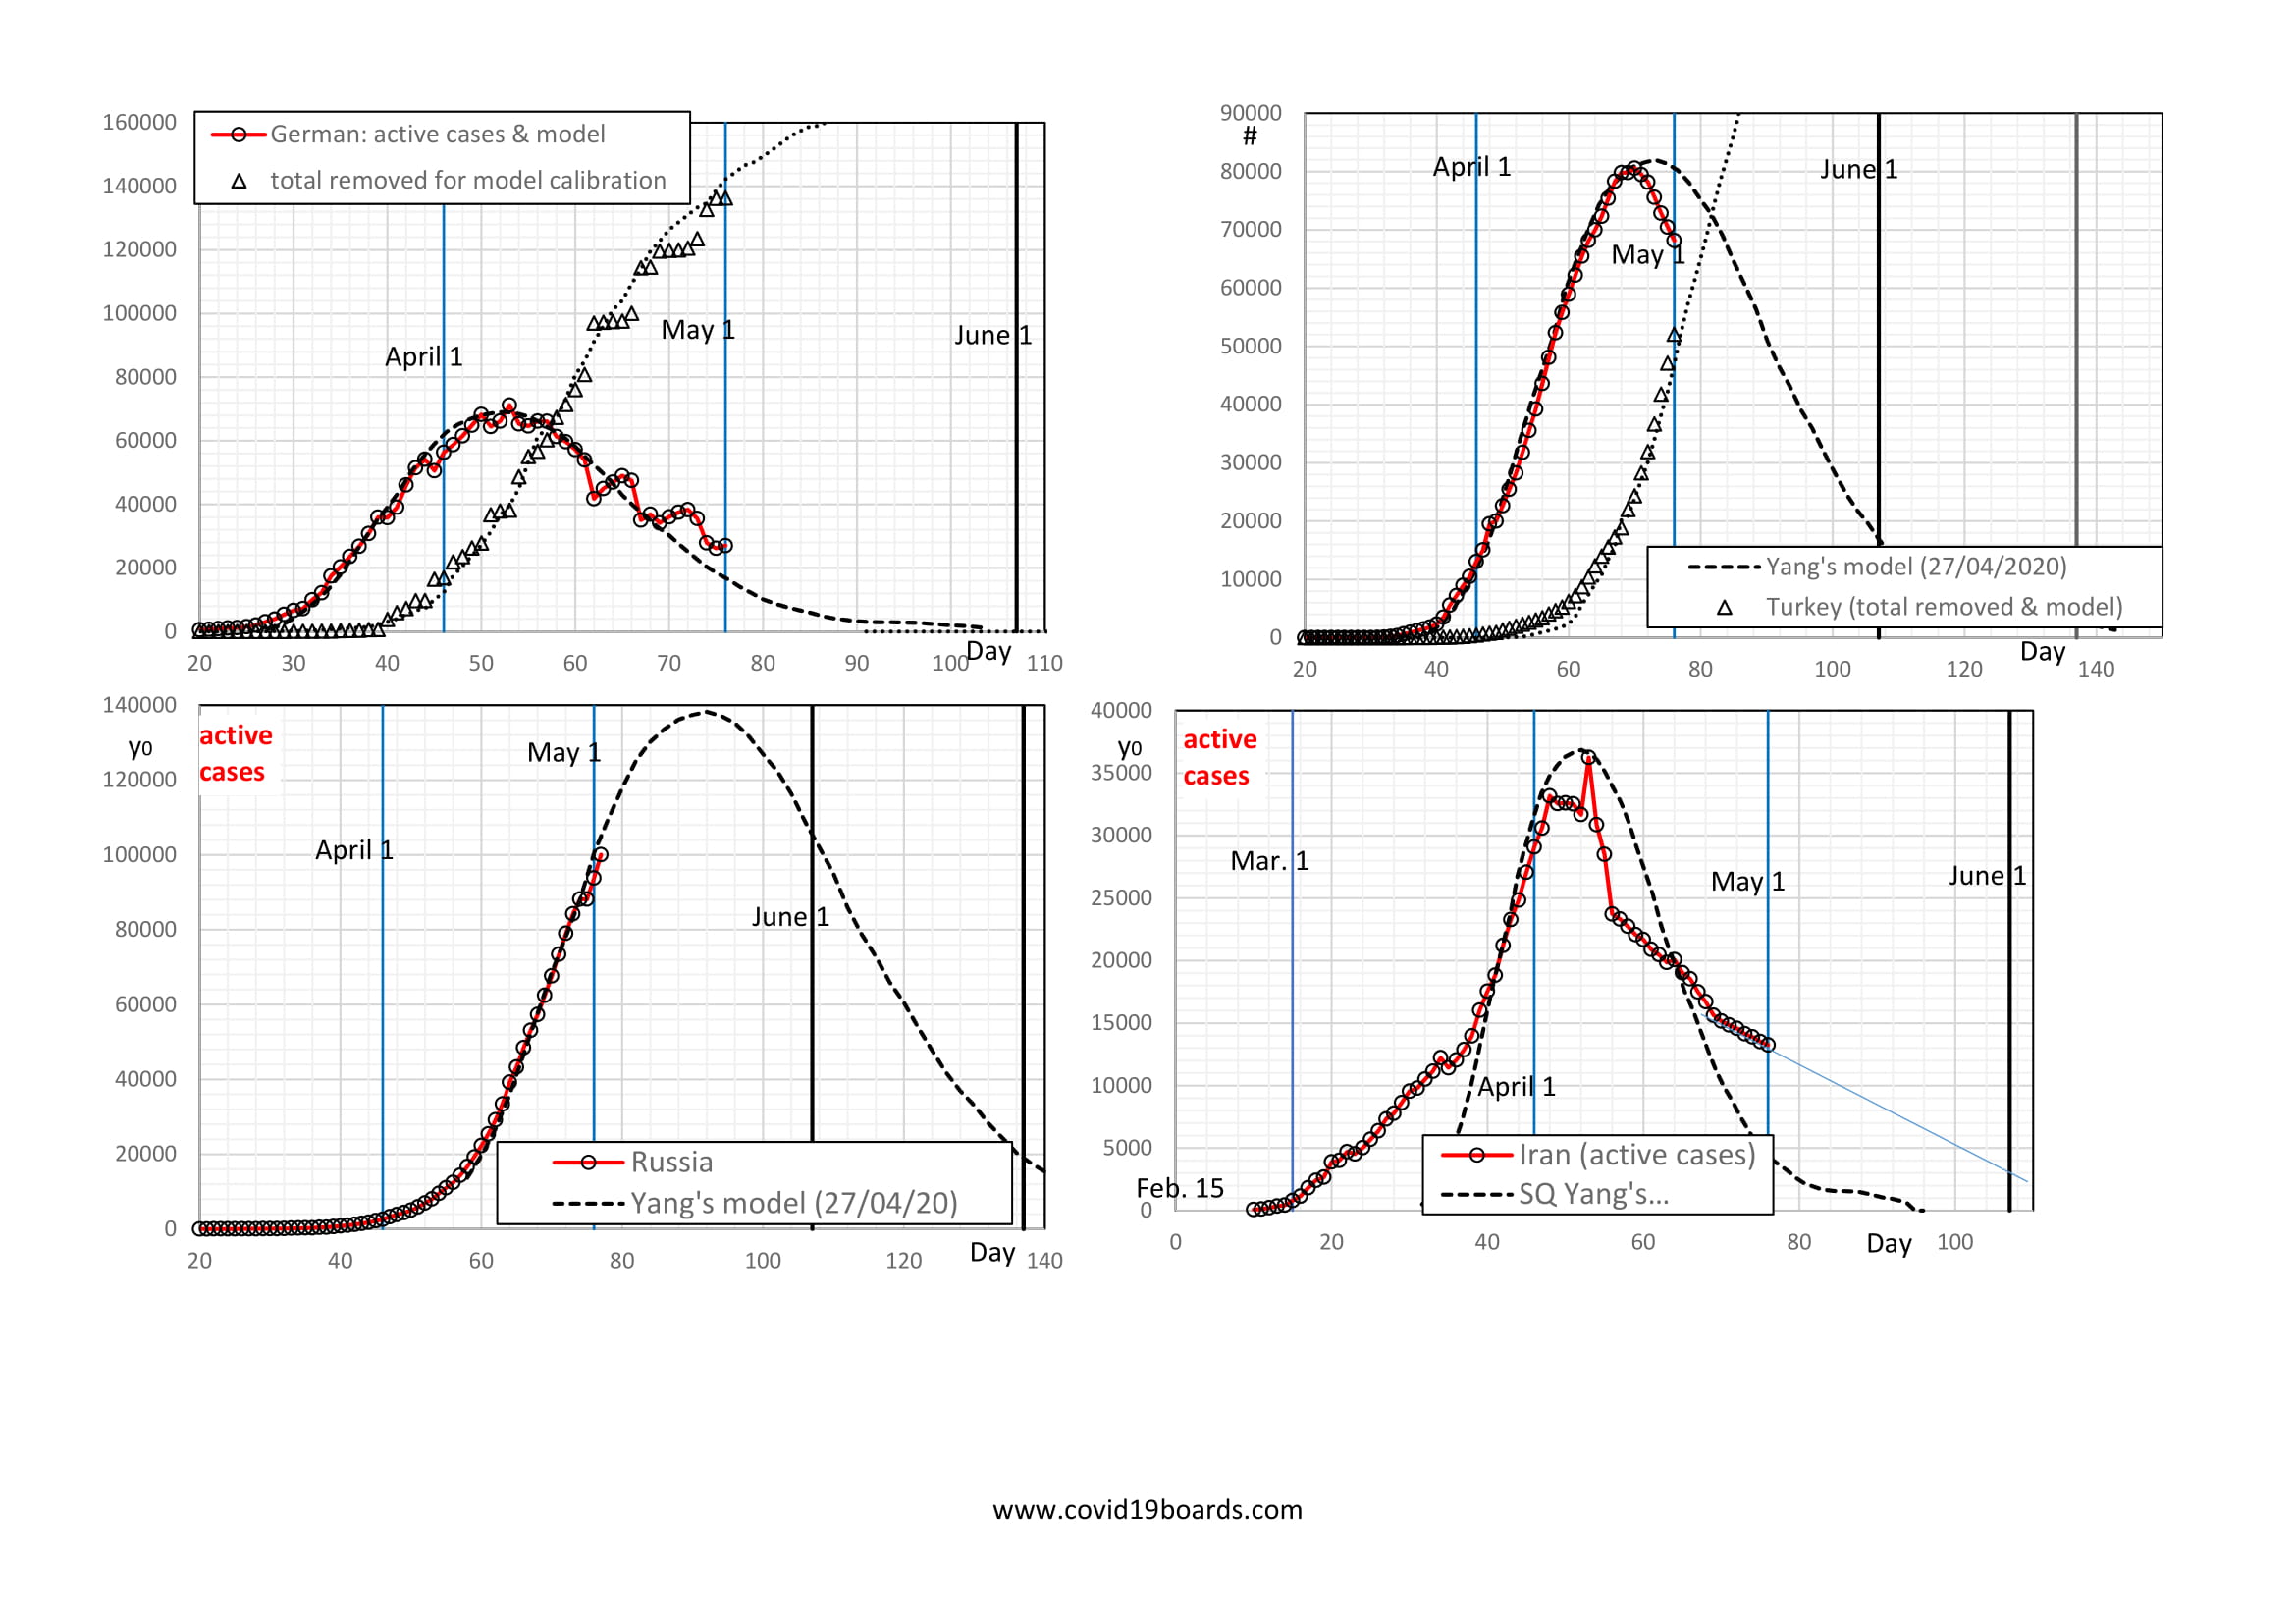 160000
140000
120000
100000
80000
60000
40000
20000
0
German: active cases & model
total removed for model calibration
April 1
May 1
June 1
20 30 40 50 60 70 80 90 100 110
Day
90000
80000
70000
60000
50000
40000
30000
20000
10000
0
#
April 1
May 1
June 1
Yang's model (27/04/2020)
Turkey (total removed & model)
20 40 60 80 100 120 140
Day
140000
120000
100000
80000
60000
40000
20000
0
y0
active
cases
April 1
May 1
June 1
Russia
Yang's model (27/04/20)
20 40 60 80 100 120 140
Day
40000
35000
30000
25000
20000
15000
10000
5000
0
y0
active
cases
Mar. 1
April 1
May 1
June 1
Feb. 15
Iran (active cases)
SQ Yang's...
0 20 40 60 80 100
Day
www.covid19boards.com